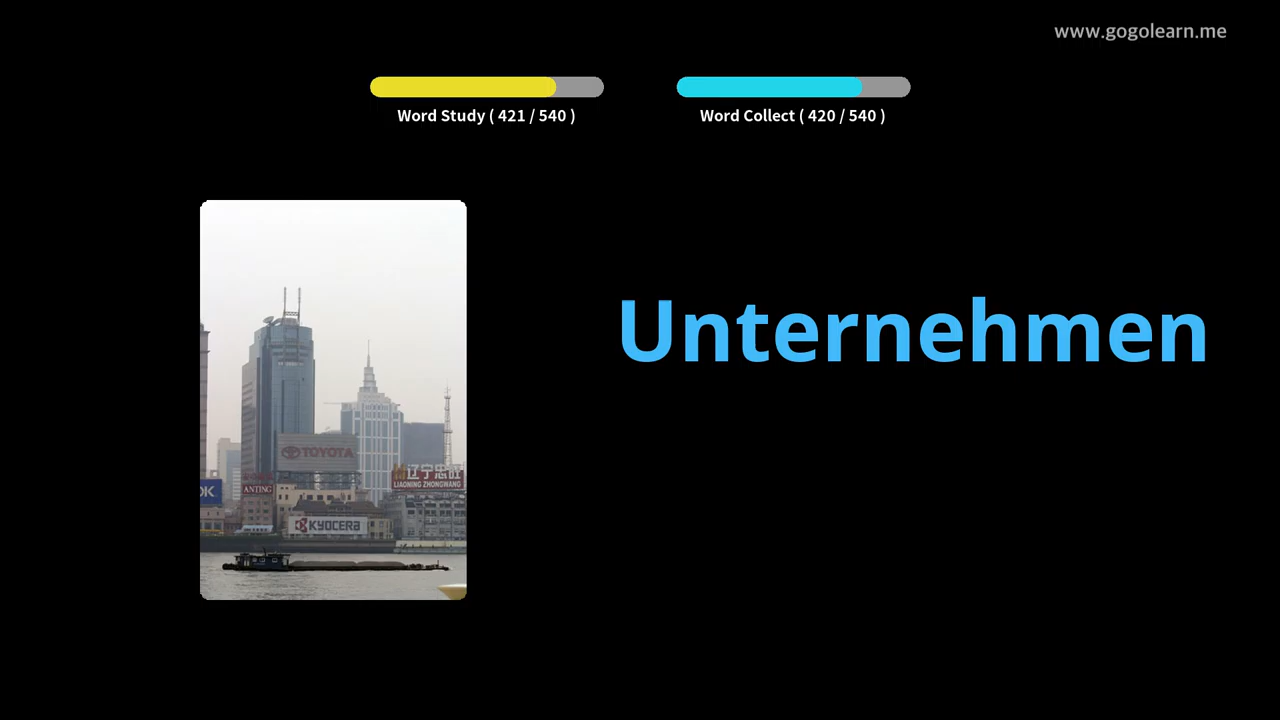 www.gogolearn.me
Word Study ( 421 / 540 )
Word Collect ( 420 / 540 )
Unternehmen
TOYOTA
辽宁忠旺
LIAONING ZHONGWANG
ANTING
KYOCERA